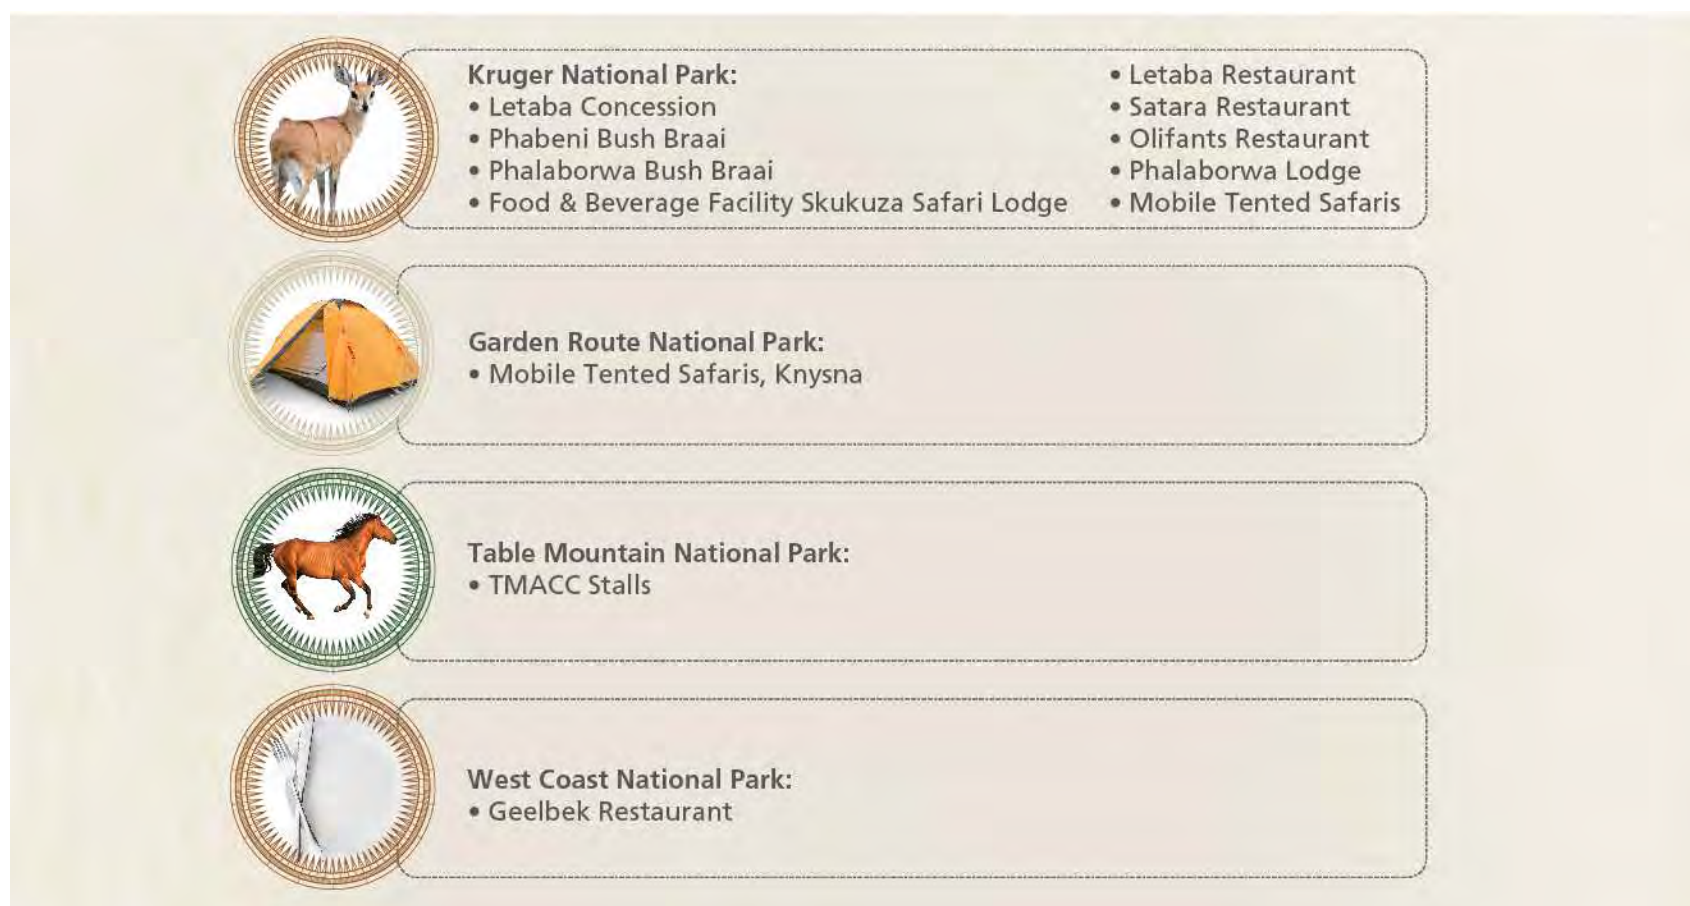 Kruger National Park:
• Letaba Concession
• Phabeni Bush Braai
• Phalaborwa Bush Braai
• Food & Beverage Facility Skukuza Safari Lodge
• Letaba Restaurant
• Satara Restaurant
• Olifants Restaurant
• Phalaborwa Lodge
• Mobile Tented Safaris
Garden Route National Park:
• Mobile Tented Safaris, Knysna
Table Mountain National Park:
• TMACC Stalls
West Coast National Park:
• Geelbek Restaurant